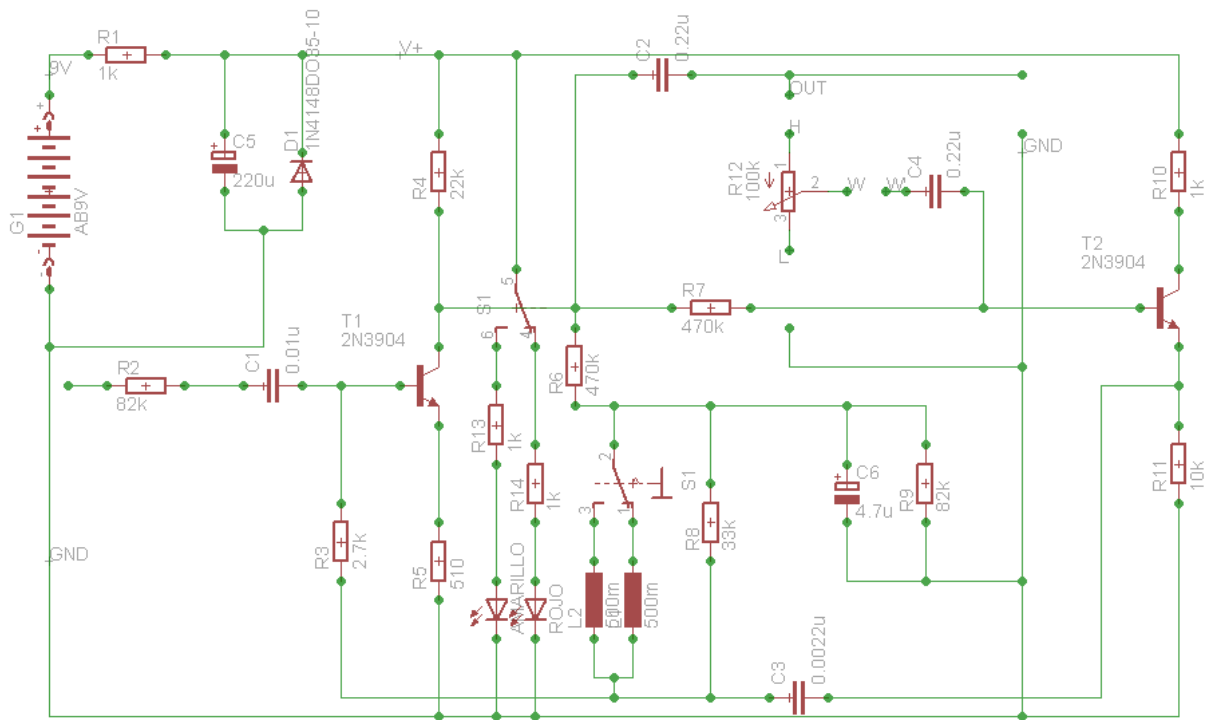 R1
1k
9V
+
G1
AB9V
-
C5
220u
D1
1N4148DO35-10
V+
R4
22k
C2
0.22u
OUT
H
R12
100k
1
2
3
W
W
L
C4
0.22u
GND
R10
1k
T2
2N3904
R7
470k
S1
5
6
4
T1
2N3904
R2
82k
C1
0.01u
R6
470k
R13
1k
R14
1k
2
3
1
S1
R8
33k
C6
4.7u
R9
82k
R11
10k
GND
R3
2.7k
R5
510
AMARILLO
ROJO
L2
500m
L1
500m
C3
0.0022u